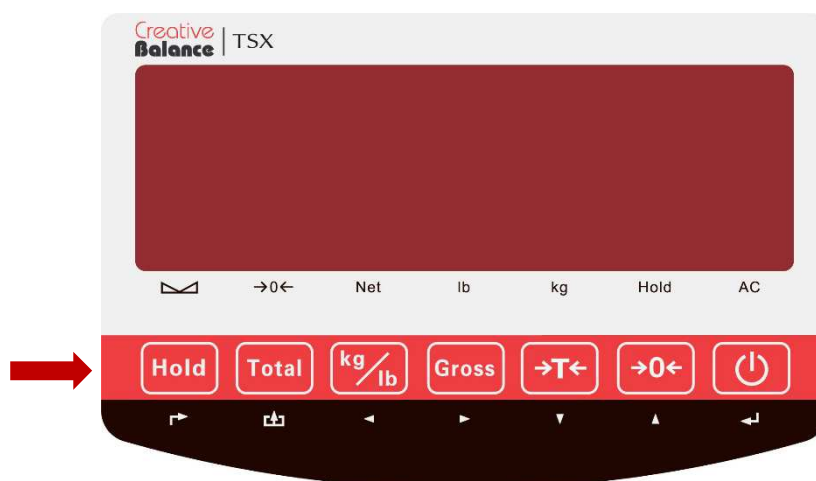 Creative
Balance | TSX
→0← Net lb kg Hold AC
Hold Total kg/lb Gross →T← →0←